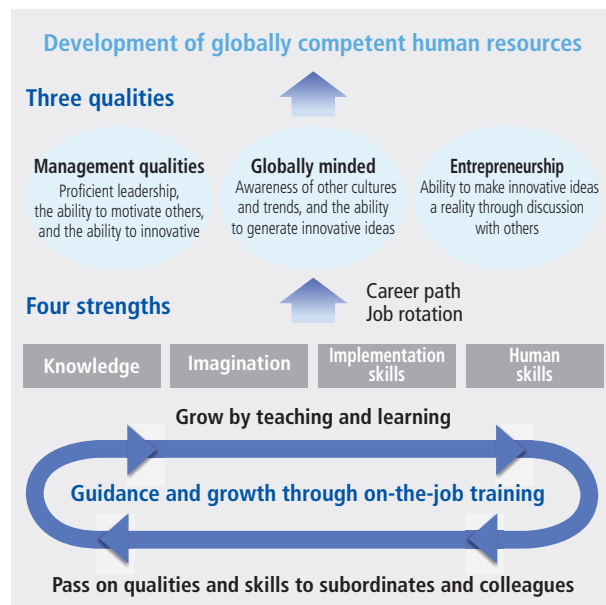 Development of globally competent human resources
Three qualities
Management qualities
Proficient leadership,
the ability to motivate others,
and the ability to innovative
Globally minded
Awareness of other cultures
and trends, and the ability
to generate innovative ideas
Entrepreneurship
Ability to make innovative ideas
a reality through discussion
with others
Four strengths
Career path
Job rotation
Knowledge
Imagination
Implementation
skills
Human
skills
Grow by teaching and learning
Guidance and growth through on-the-job training
Pass on qualities and skills to subordinates and colleagues